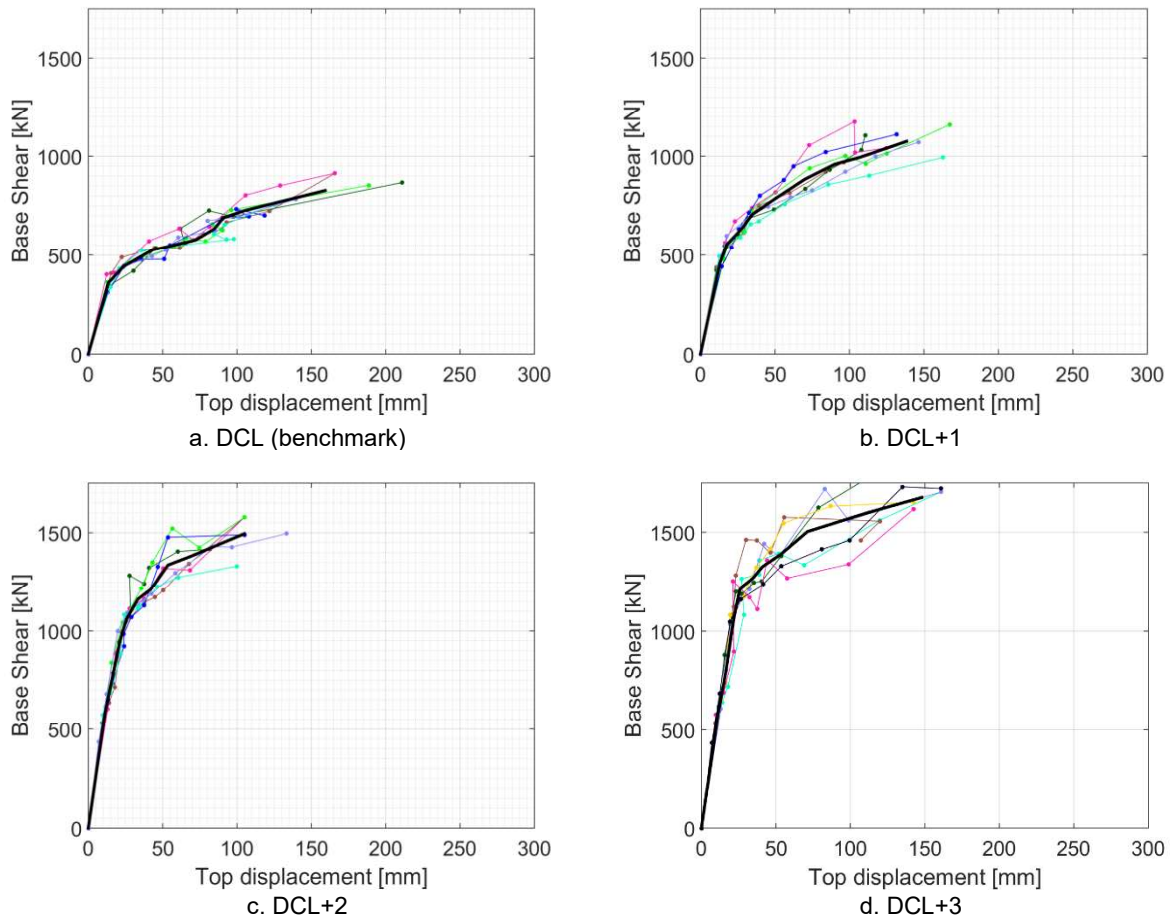 1500
1000
500
0
Base Shear [kN]
0 50 100 150 200 250 300
Top displacement [mm]
a. DCL (benchmark)
1500
1000
500
0
Base Shear [kN]
0 50 100 150 200 250 300
Top displacement [mm]
b. DCL+1
1500
1000
500
0
Base Shear [kN]
0 50 100 150 200 250 300
Top displacement [mm]
c. DCL+2
1500
1000
500
0
Base Shear [kN]
0 50 100 150 200 250 300
Top displacement [mm]
d. DCL+3